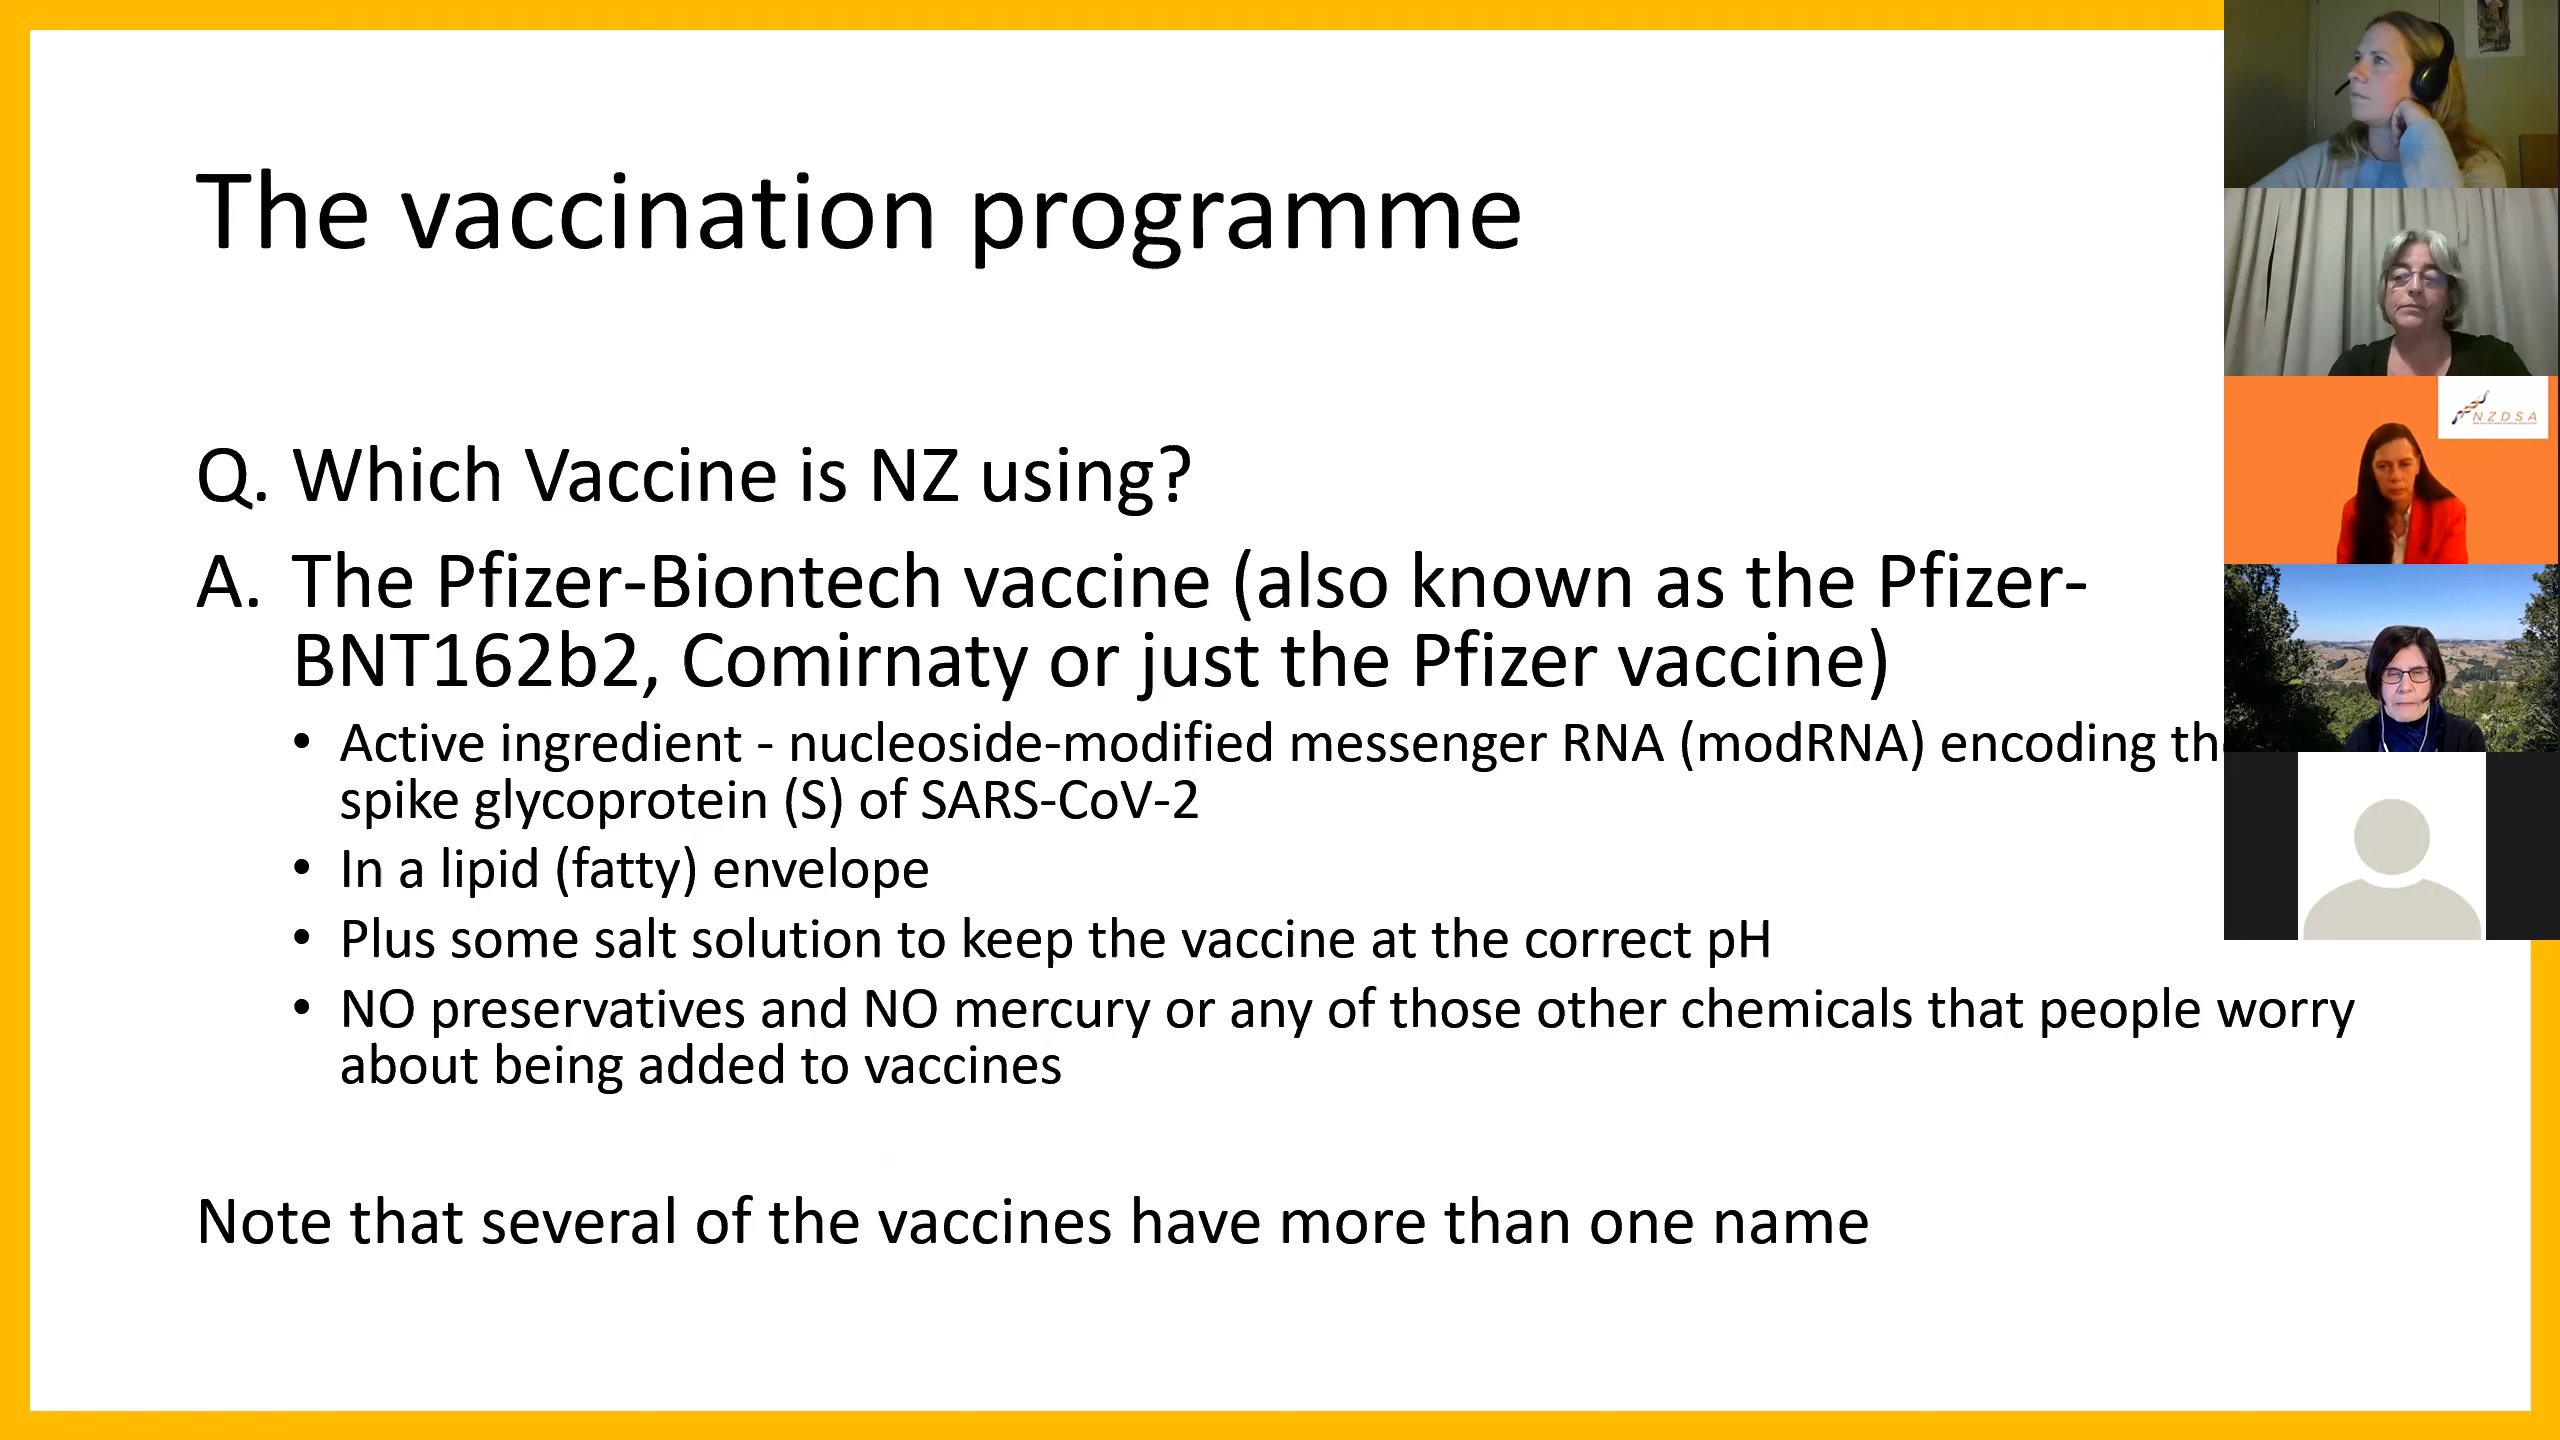 The vaccination programme
Q. Which Vaccine is NZ using?
A. The Pfizer-Biontech vaccine (also known as the Pfizer-
BNT162b2, Comirnaty or just the Pfizer vaccine)
• Active ingredient - nucleoside-modified messenger RNA (modRNA) encoding
spike glycoprotein (S) of SARS-CoV-2
• In a lipid (fatty) envelope
• Plus some salt solution to keep the vaccine at the correct pH
• NO preservatives and NO mercury or any of those other chemicals that people worry
about being added to vaccines
Note that several of the vaccines have more than one name
NZDSA